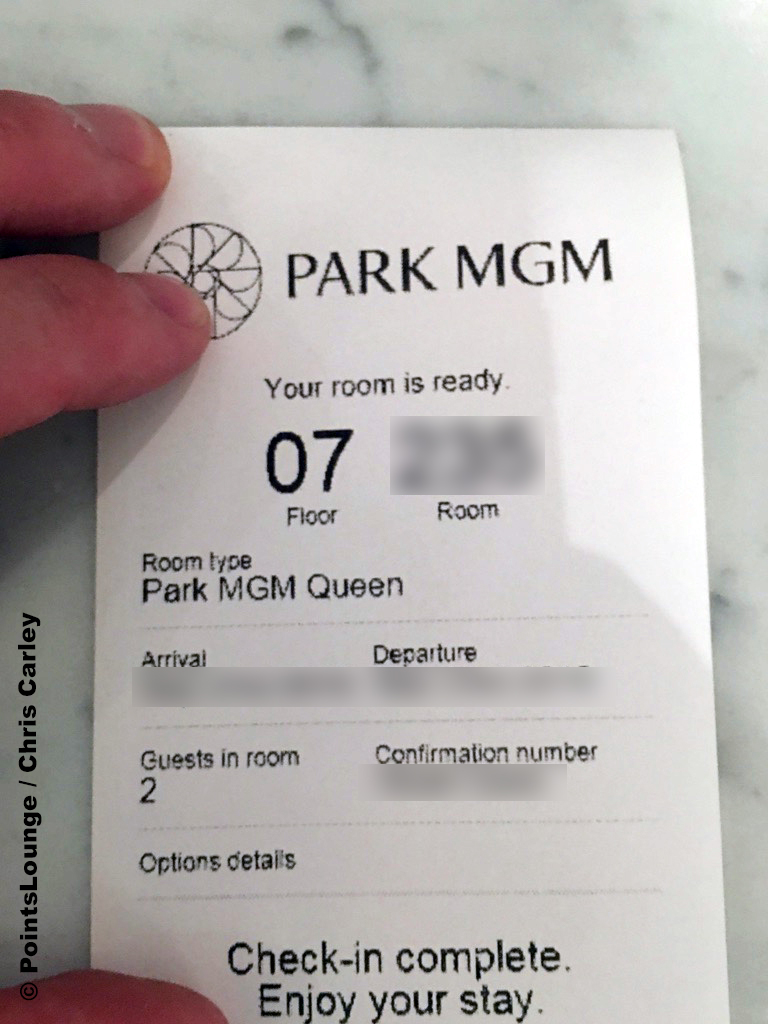 PARK MGM
Your room is ready.
07
Floor Room
Room type
Park MGM Queen
Arrival Departure
Guests in room Confirmation number
2
Options details
Check-in complete.
Enjoy your stay.
© PointsLounge / Chris Carley